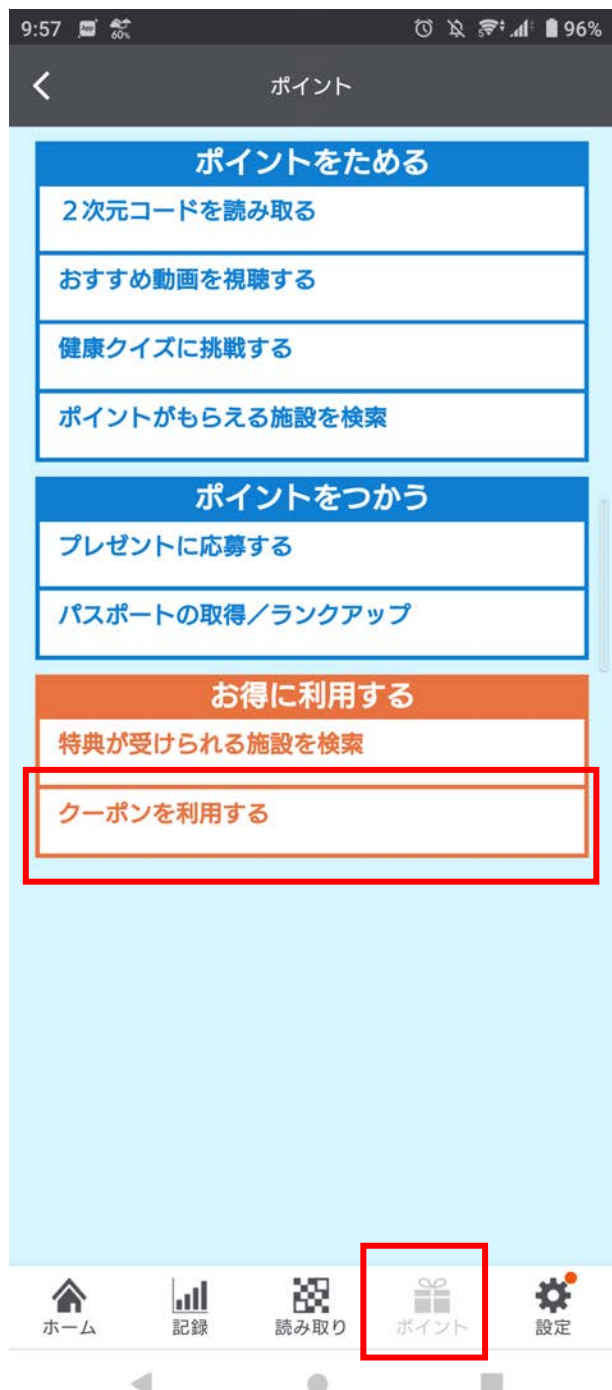 9:57 60% 96%
ポイント
ポイントをためる
２次元コードを読み取る
おすすめ動画を視聴する
健康クイズに挑戦する
ポイントがもらえる施設を検索
ポイントをつかう
プレゼントに応募する
パスポートの取得／ランクアップ
お得に利用する
特典が受けられる施設を検索
クーポンを利用する
ホーム 記録 読み取り ポイント 設定